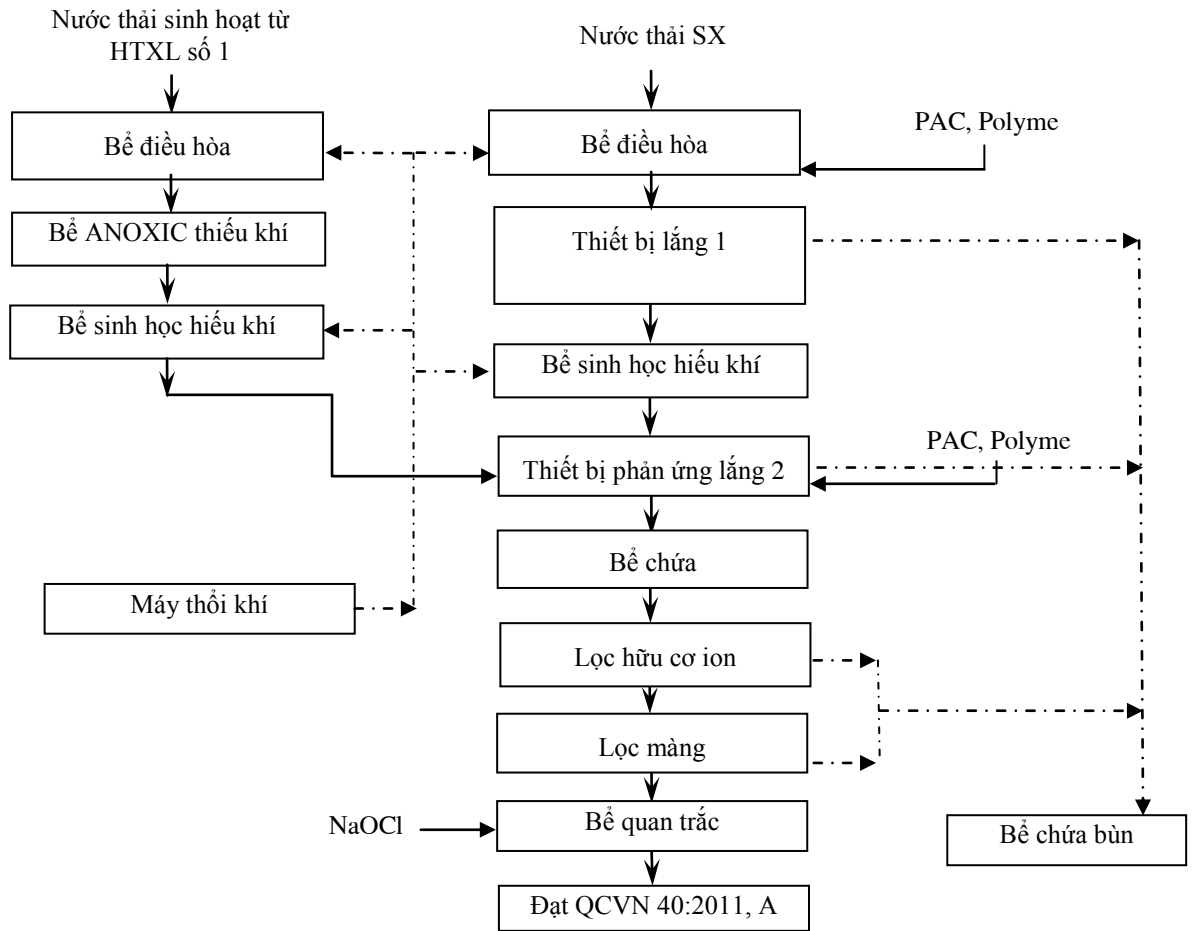 Nước thải sinh hoạt từ
HTXL số 1
Nước thải SX
Bể điều hòa
Bể điều hòa
PAC, Polyme
Bể ANOXIC thiếu khí
Thiết bị lắng 1
Bể sinh học hiếu khí
Bể sinh học hiếu khí
PAC, Polyme
Thiết bị phản ứng lắng 2
Bể chứa
Máy thổi khí
Lọc hữu cơ ion
Lọc màng
NaOCl
Bể quan trắc
Bể chứa bùn
Đạt QCVN 40:2011, A